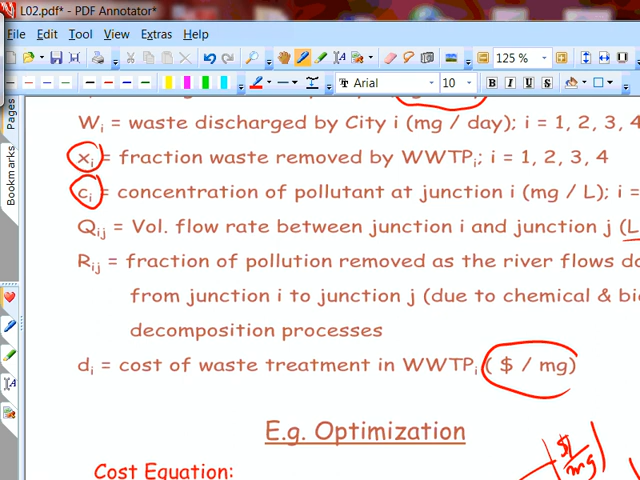 L02.pdf* - PDF Annotator*
File Edit Tool View Extras Help
125 %
Arial 10 B I U S
Pages
Bookmarks
Wᵢ = waste discharged by City i (mg / day); i = 1, 2, 3, 4
xᵢ = fraction waste removed by WWTPᵢ; i = 1, 2, 3, 4
cᵢ = concentration of pollutant at junction i (mg / L); i =
Qᵢⱼ = Vol. flow rate between junction i and junction j (L
Rᵢⱼ = fraction of pollution removed as the river flows
from junction i to junction j (due to chemical &
decomposition processes
dᵢ = cost of waste treatment in WWTPᵢ ( $ / mg)
E.g. Optimization
$/mg
Cost Equation: